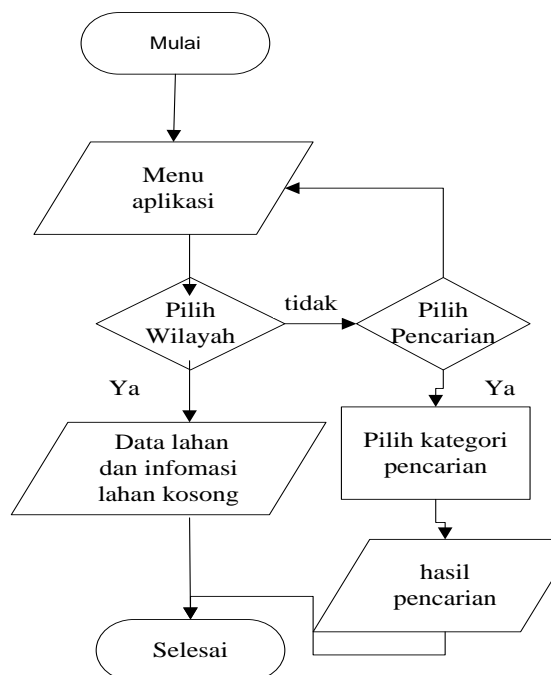 Mulai
Menu
aplikasi
Pilih
Wilayah
tidak
Pilih
Pencarian
Ya
Ya
Data lahan
dan infomasi
lahan kosong
Pilih kategori
pencarian
hasil
pencarian
Selesai